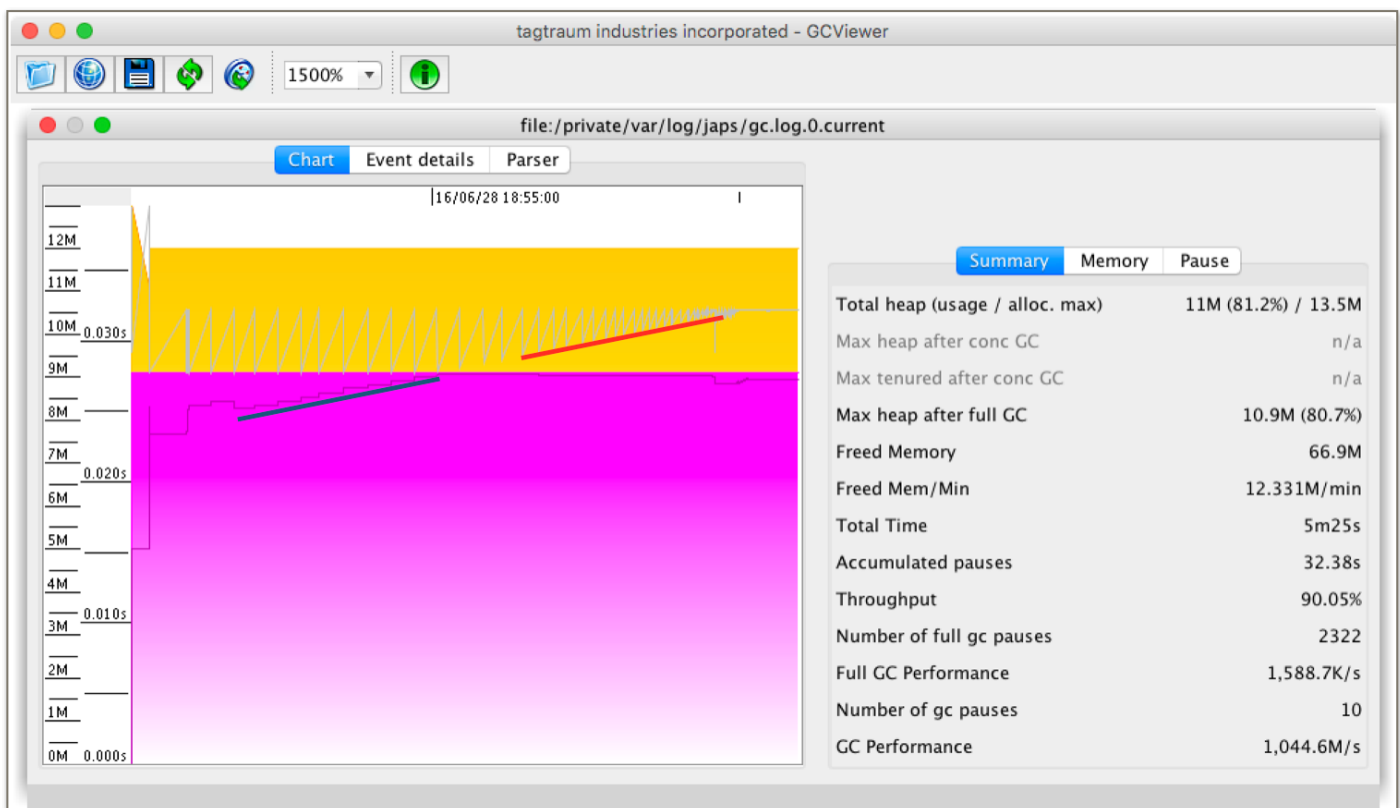 tagtraum industries incorporated - GCViewer
1500%
file:/private/var/log/japs/gc.log.0.current
Chart Event details Parser
16/06/28 18:55:00
12M
11M
10M 0.030s
9M
8M
7M
0.020s
6M
5M
4M
0.010s
3M
2M
1M
0M 0.000s
Summary Memory Pause
Total heap (usage / alloc. max) 11M (81.2%) / 13.5M
Max heap after conc GC n/a
Max tenured after conc GC n/a
Max heap after full GC 10.9M (80.7%)
Freed Memory 66.9M
Freed Mem/Min 12.331M/min
Total Time 5m25s
Accumulated pauses 32.38s
Throughput 90.05%
Number of full gc pauses 2322
Full GC Performance 1,588.7K/s
Number of gc pauses 10
GC Performance 1,044.6M/s